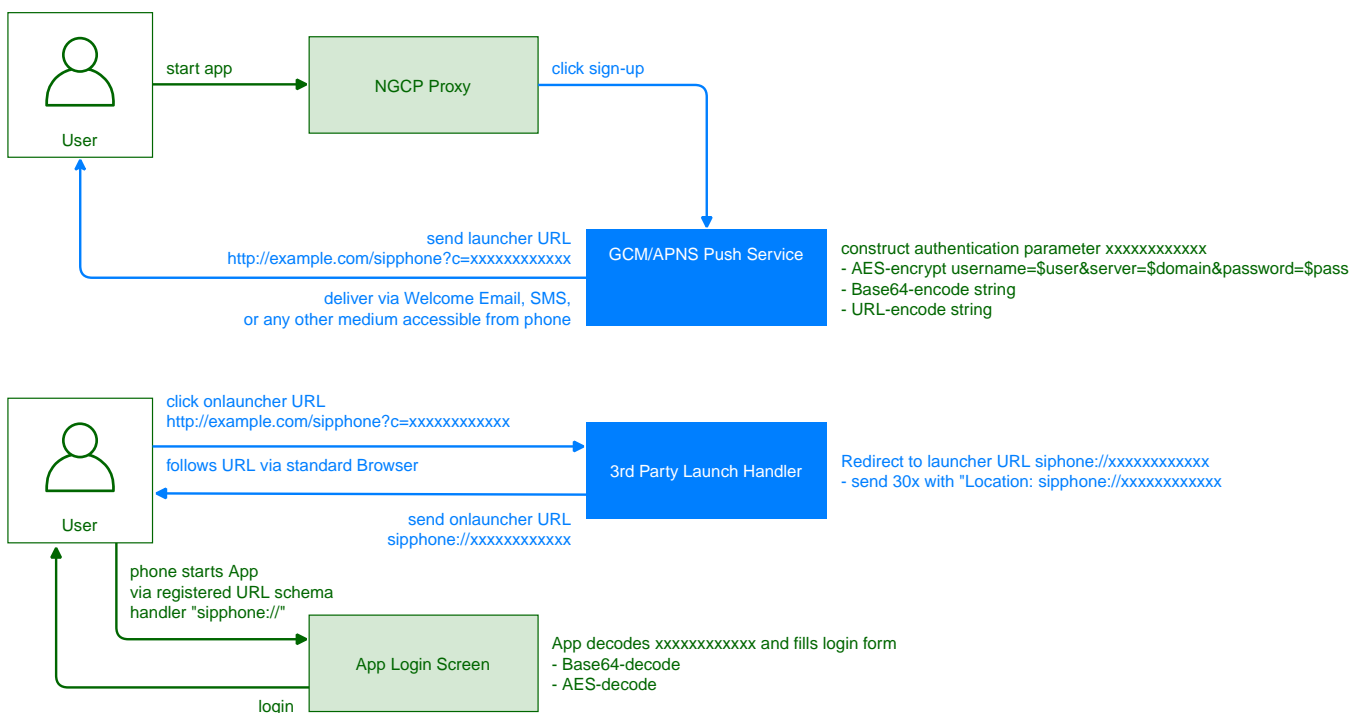 start app
NGCP Proxy
click sign-up
User
send launcher URL
http://example.com/sipphone?c=xxxxxxxxxxxx
deliver via Welcome Email, SMS,
or any other medium accessible from phone
GCM/APNS Push Service
construct authentication parameter xxxxxxxxxxxx
- AES-encrypt username=$user&server=$domain&password=$pass
- Base64-encode string
- URL-encode string
click onlauncher URL
http://example.com/sipphone?c=xxxxxxxxxxxx
follows URL via standard Browser
User
3rd Party Launch Handler
Redirect to launcher URL siphone://xxxxxxxxxxxx
- send 30x with "Location: sipphone://xxxxxxxxxxxx
send onlauncher URL
sipphone://xxxxxxxxxxxx
phone starts App
via registered URL schema
handler "sipphone://"
App Login Screen
App decodes xxxxxxxxxxxx and fills login form
- Base64-decode
- AES-decode
login